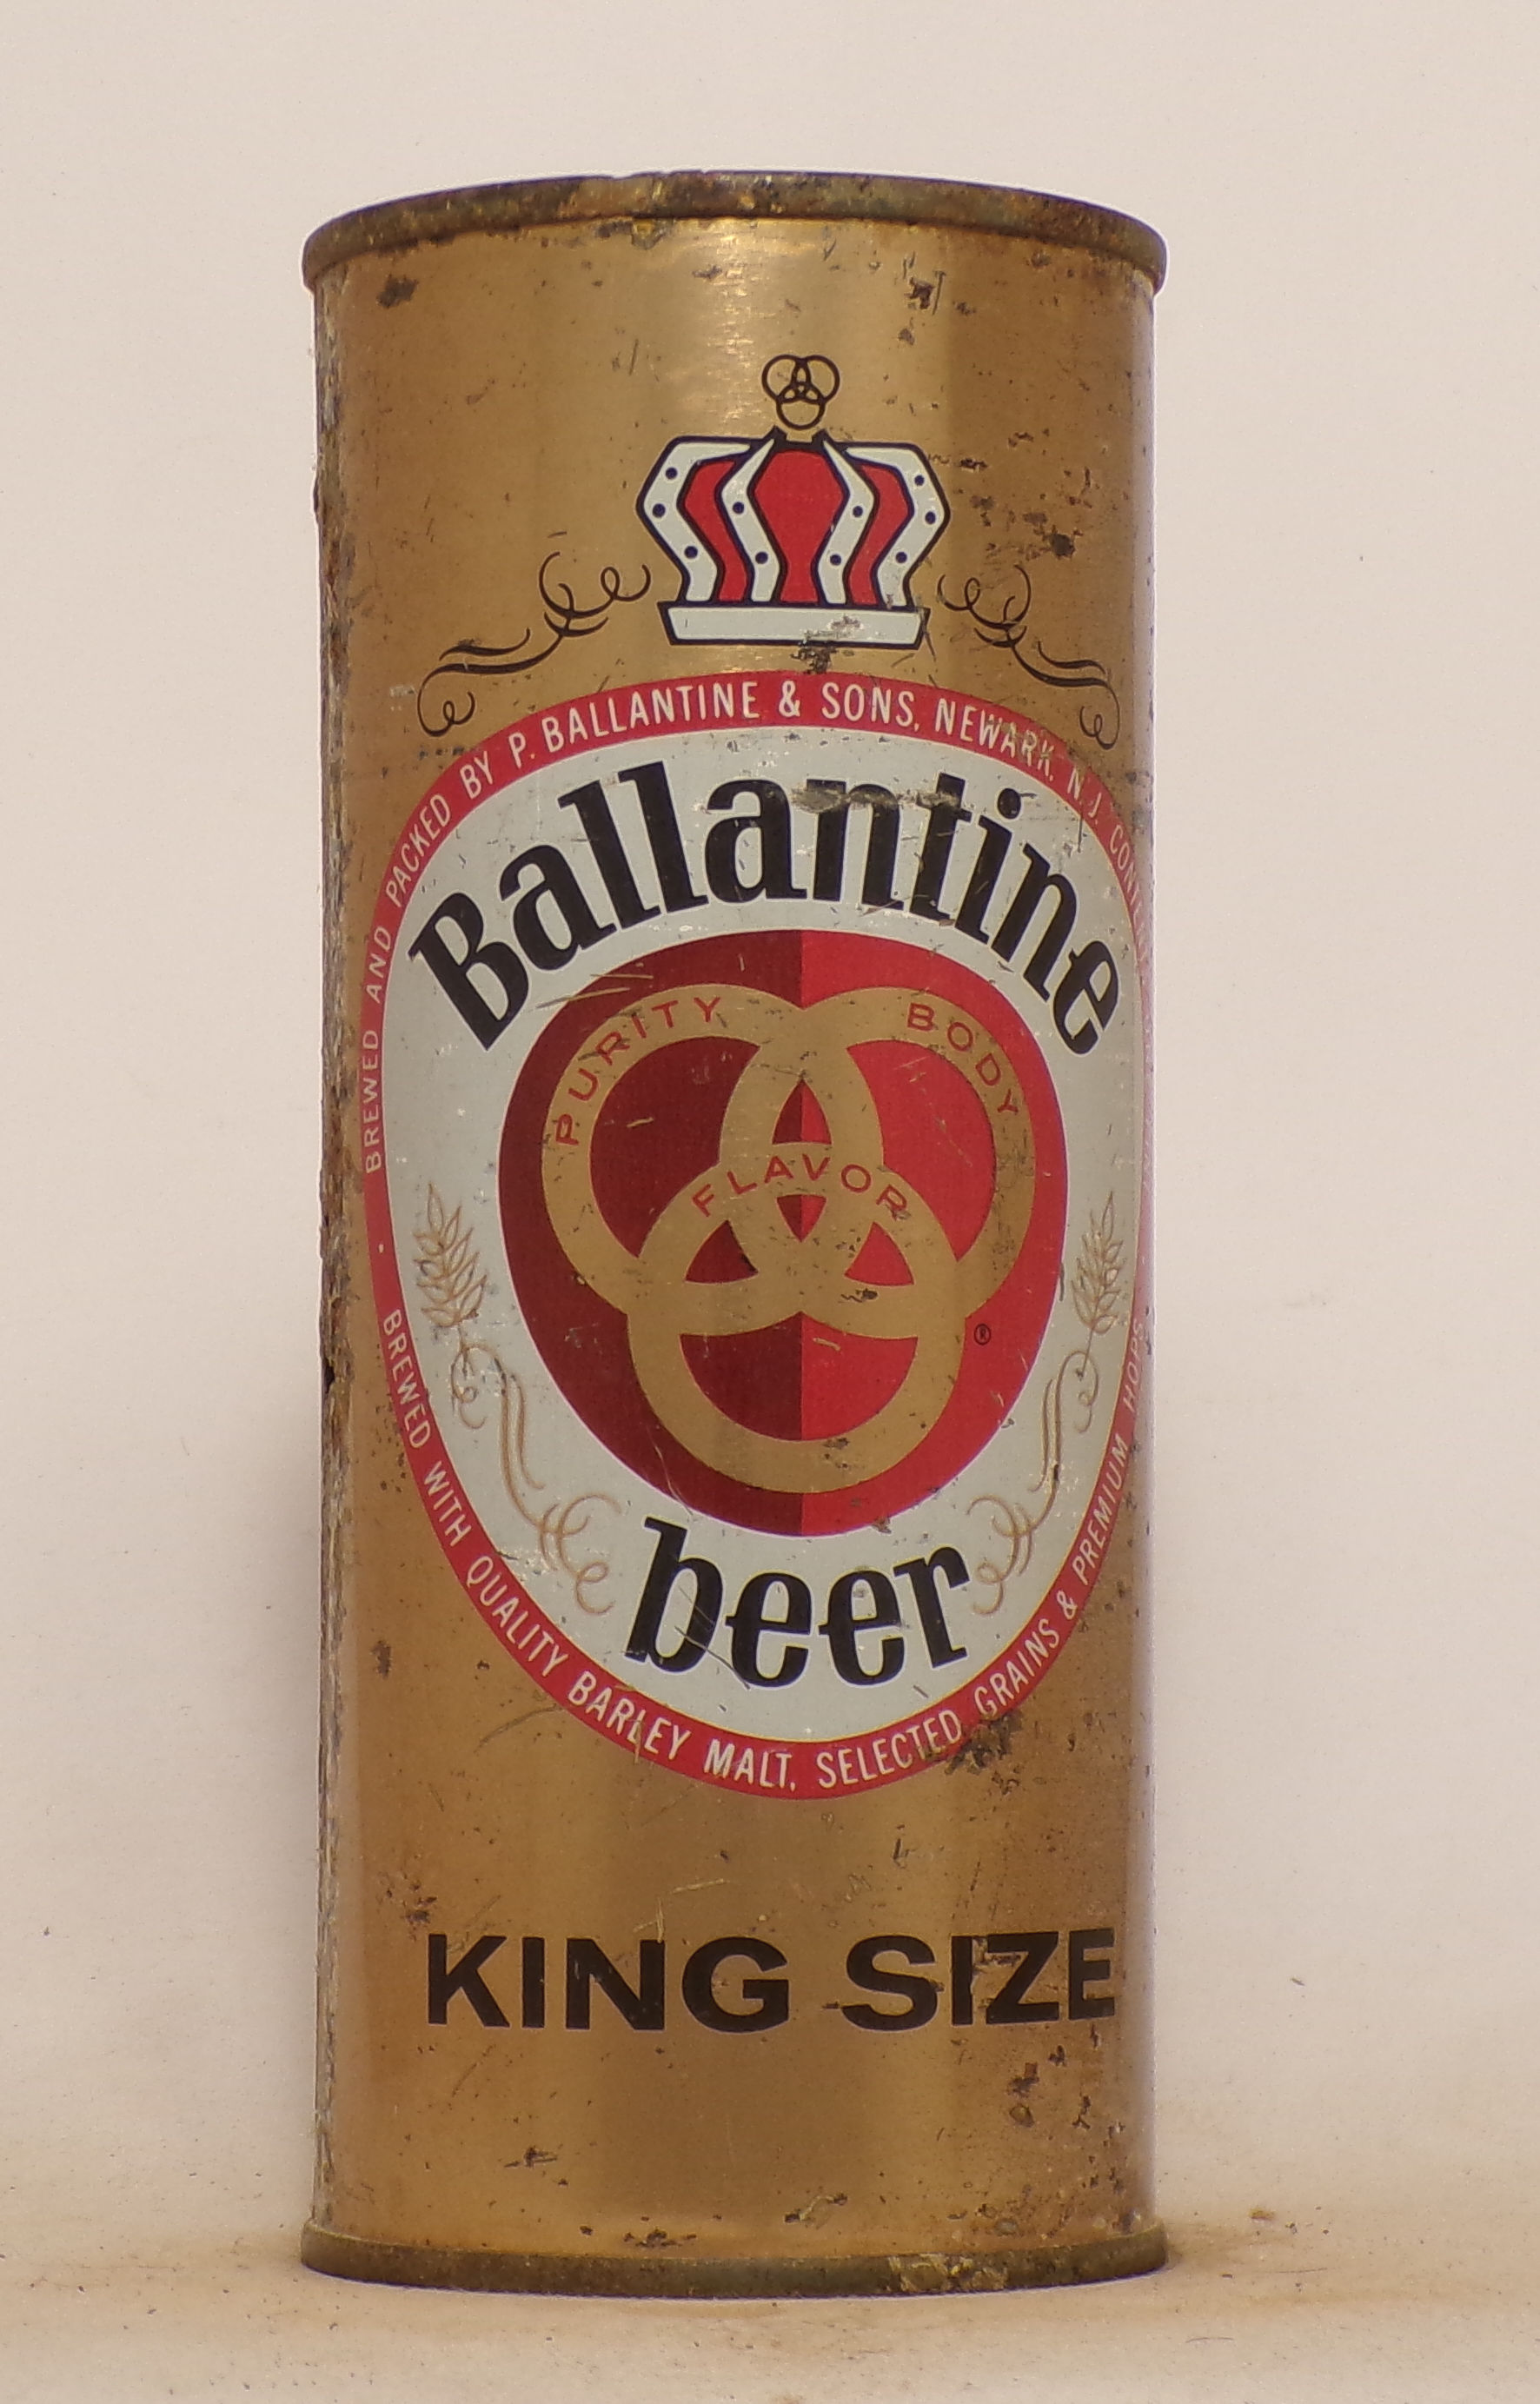 BREWED AND PACKED BY P. BALLANTINE & SONS, NEWARK, N.J.
Ballantine
PURITY
BODY
FLAVOR
®
beer
BREWED WITH QUALITY BARLEY MALT, SELECTED GRAINS & PREMIUM HOPS
KING SIZE